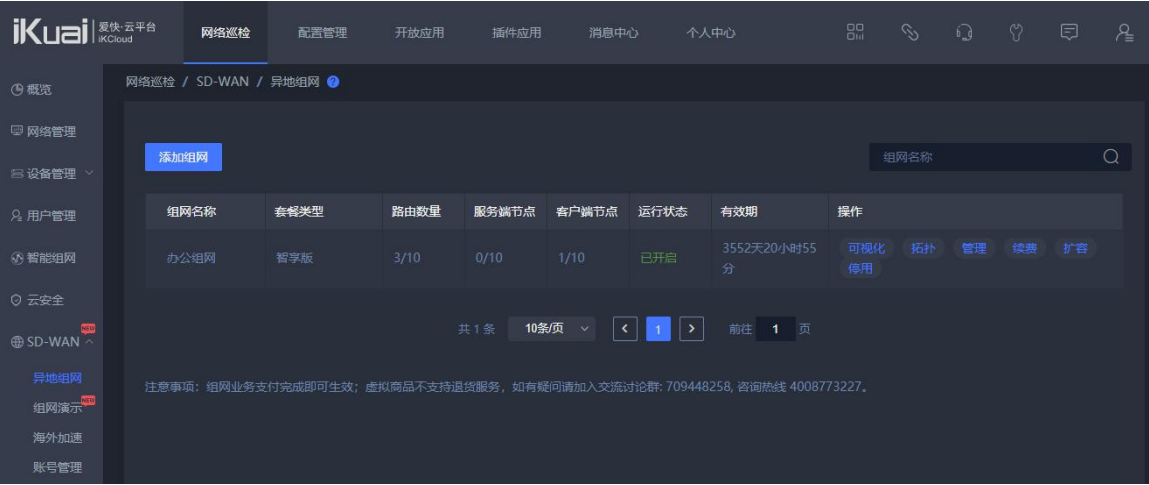 iKuai 爱快·云平台
iKCloud
网络巡检 配置管理 开放应用 插件应用 消息中心 个人中心
概览
网络管理
设备管理
用户管理
智能组网
云安全
SD-WAN NEW
异地组网
组网演示 NEW
海外加速
账号管理
网络巡检 / SD-WAN / 异地组网 ?
添加组网
组网名称
组网名称 套餐类型 路由数量 服务端节点 客户端节点 运行状态 有效期 操作
办公组网 智享版 3/10 0/10 1/10 已开启 3552天20小时55 可视化 拓扑 管理 续费 扩容
分 停用
共 1 条 10条/页 < 1 > 前往 1 页
注意事项：组网业务支付完成即可生效；虚拟商品不支持退货服务，如有疑问请加入交流讨论群: 709448258, 咨询热线 4008773227。